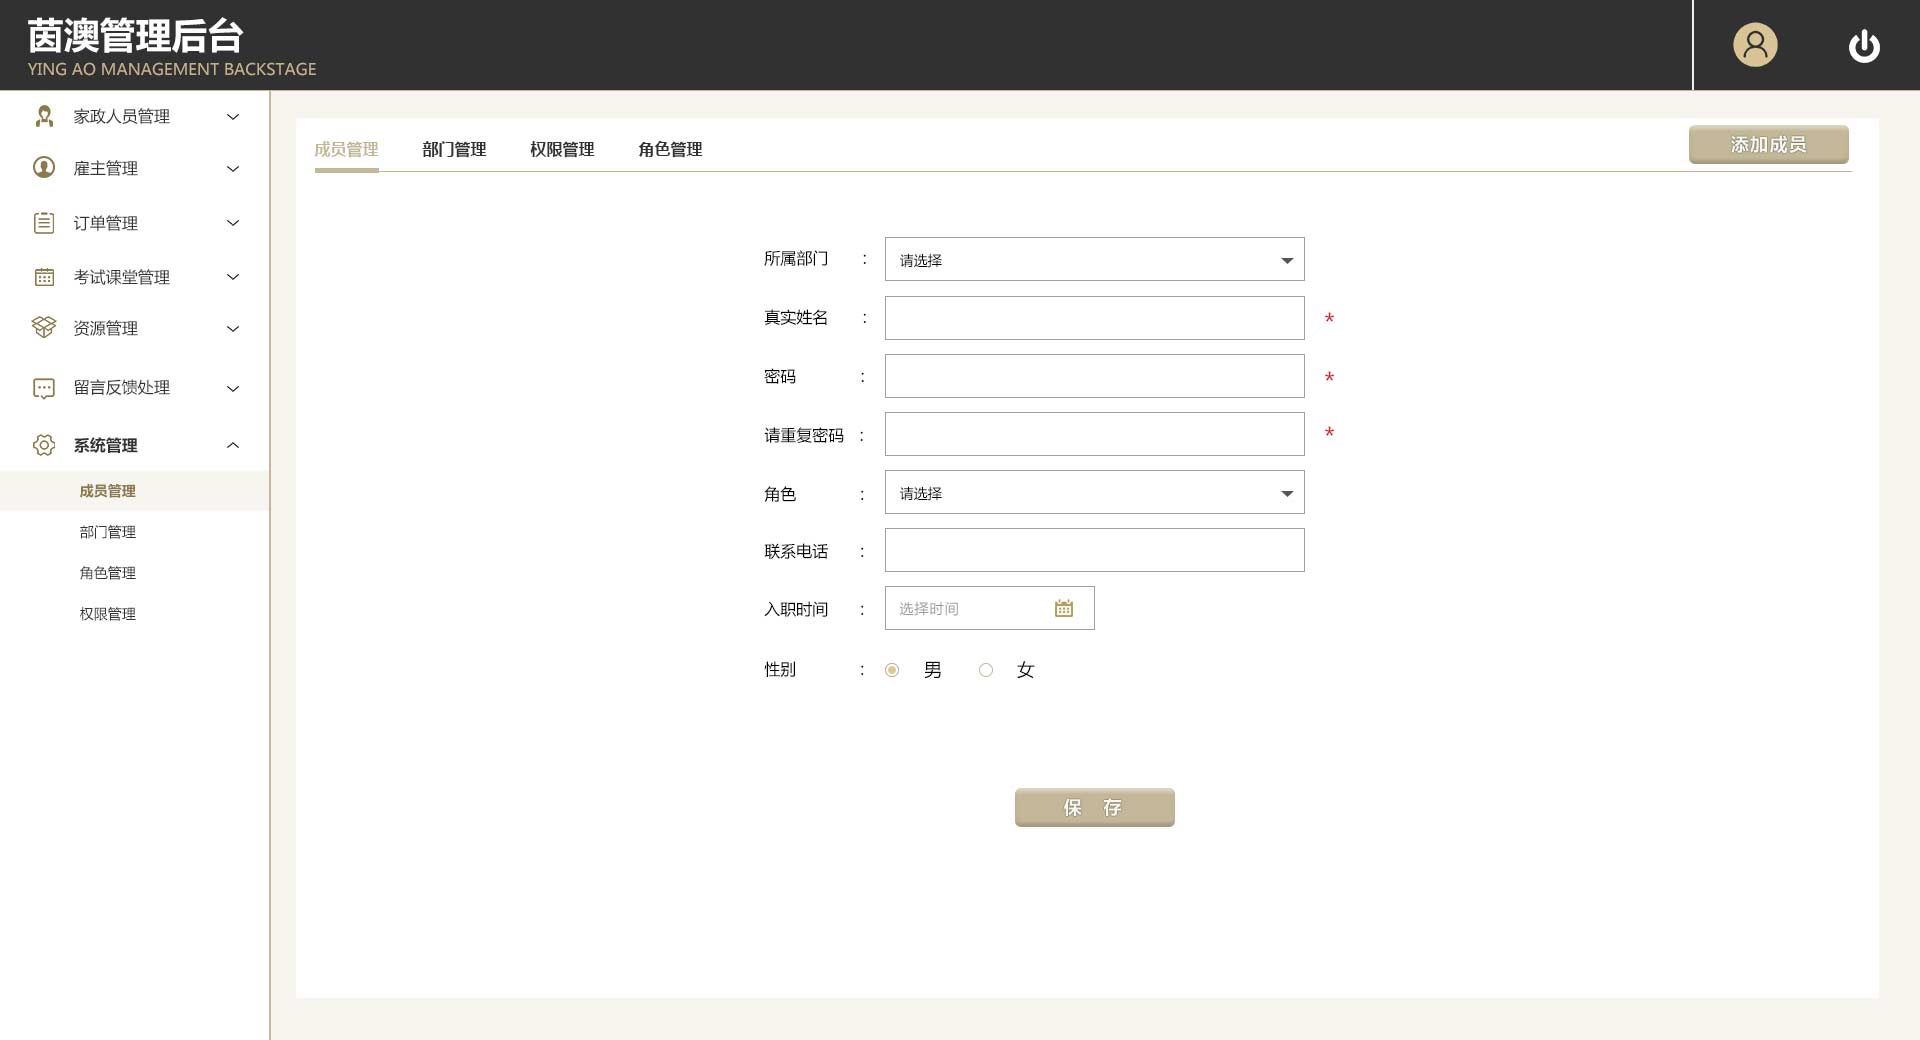 茵澳管理后台
YING AO MANAGEMENT BACKSTAGE
家政人员管理
雇主管理
订单管理
考试课堂管理
资源管理
留言反馈处理
系统管理
成员管理
部门管理
角色管理
权限管理
成员管理 部门管理 权限管理 角色管理
添加成员
所属部门 : 请选择
真实姓名 : *
密码 : *
请重复密码 : *
角色 : 请选择
联系电话 :
入职时间 : 选择时间
性别 : 男 女
保 存